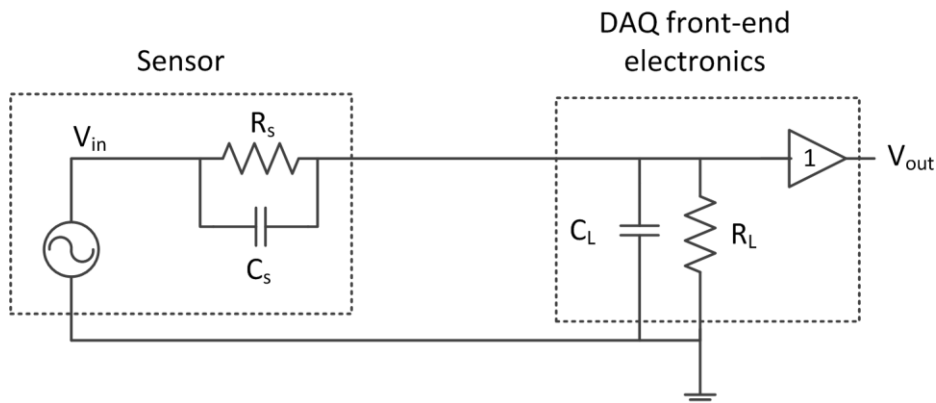 DAQ front-end
electronics
Sensor
V_in
R_s
C_s
C_L
R_L
1
V_out